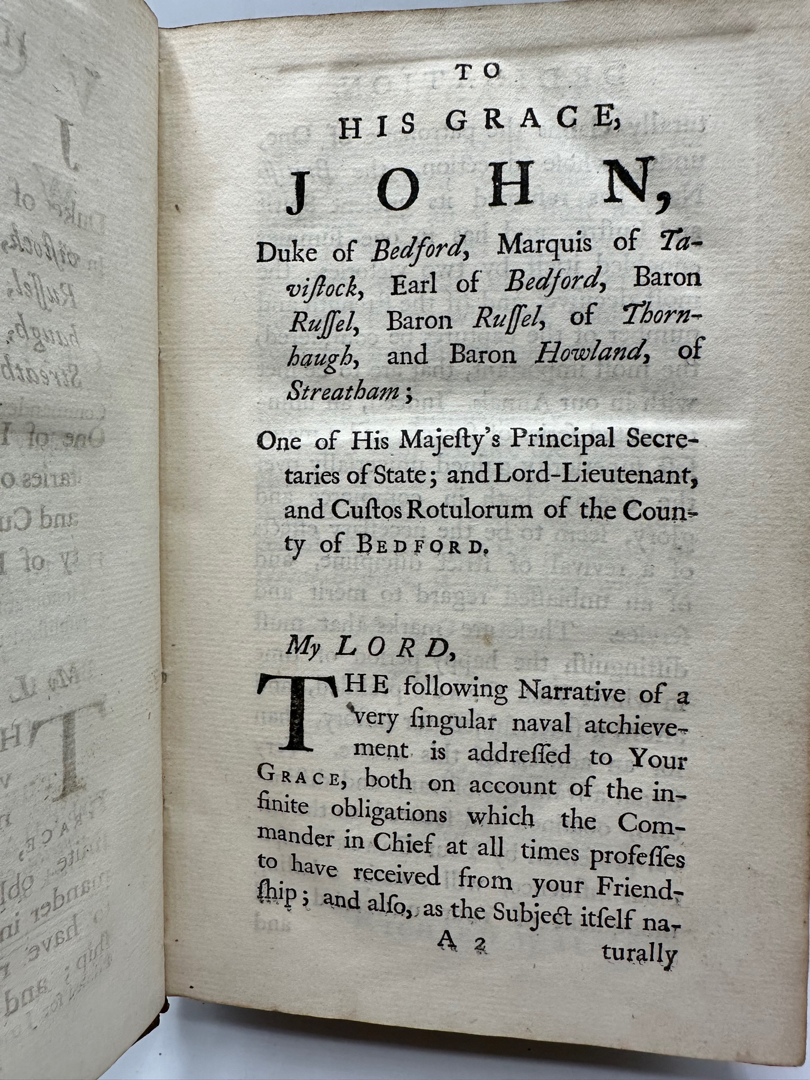 TO
HIS GRACE,
JOHN,
Duke of Bedford, Marquis of Ta-
viſtock, Earl of Bedford, Baron
Ruſſel, Baron Ruſſel, of Thorn-
haugh, and Baron Howland, of
Streatham;
One of His Majeſty's Principal Secre-
taries of State; and Lord-Lieutenant,
and Cuſtos Rotulorum of the Coun-
ty of BEDFORD.
My LORD,
THE following Narrative of a
very ſingular naval atchieve-
ment is addreſſed to Your
GRACE, both on account of the in-
finite obligations which the Com-
mander in Chief at all times profeſſes
to have received from your Friend-
ſhip; and alſo, as the Subject itſelf na-
A 2 turally